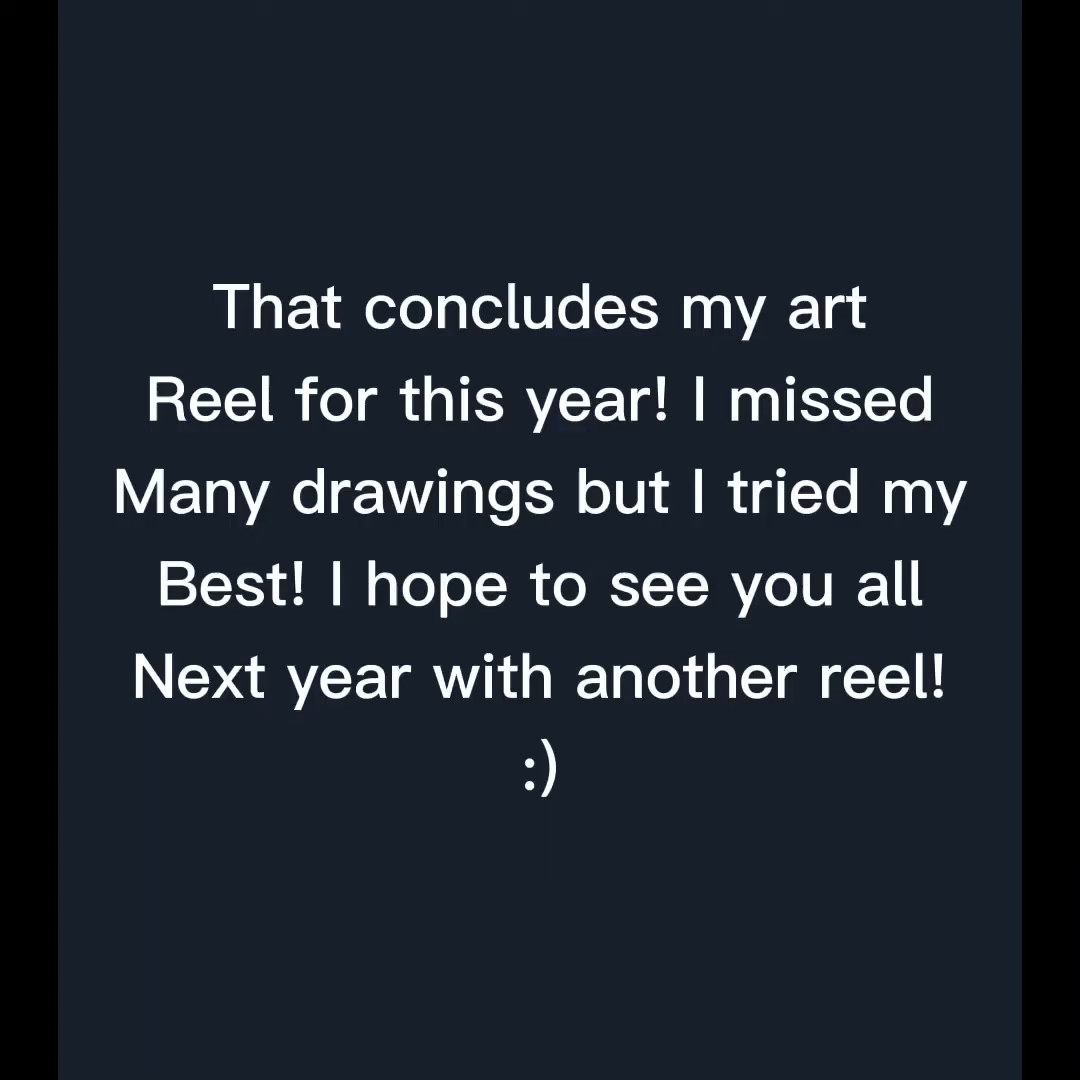 That concludes my art
Reel for this year! I missed
Many drawings but I tried my
Best! I hope to see you all
Next year with another reel!
:)